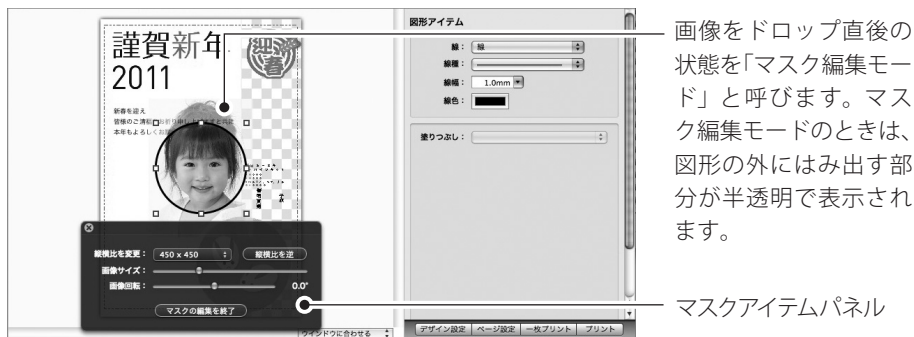 謹賀新年
2011
迎春
新春を迎え
図形アイテム
線： 線
線種：
線幅： 1.0mm
線色：
塗りつぶし：
縦横比を変更： 450 x 450 縦横比を逆
画像サイズ：
画像回転： 0.0°
マスクの編集を終了
ウインドウに合わせる
デザイン設定 ページ設定 一枚プリント プリント
画像をドロップ直後の
状態を「マスク編集モー
ド」と呼びます。マス
ク編集モードのときは、
図形の外にはみ出す部
分が半透明で表示され
ます。
マスクアイテムパネル